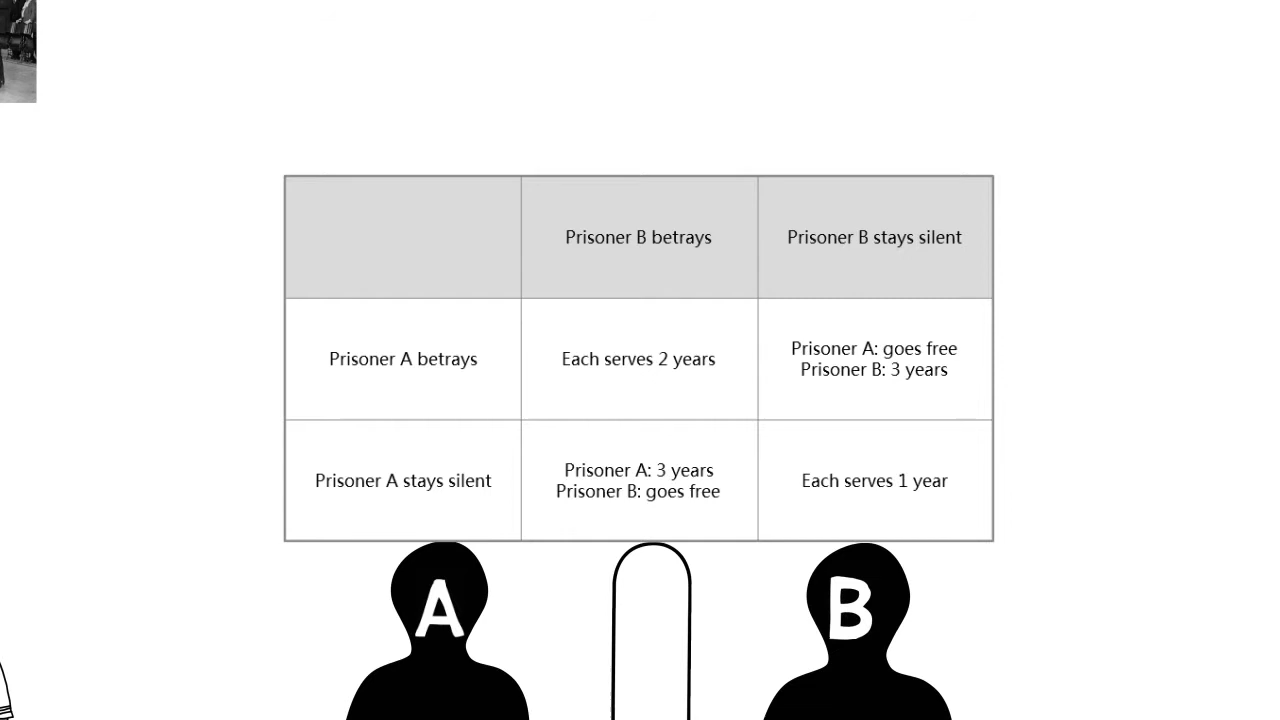 Prisoner B betrays
Prisoner B stays silent
Prisoner A betrays
Each serves 2 years
Prisoner A: goes free
Prisoner B: 3 years
Prisoner A stays silent
Prisoner A: 3 years
Prisoner B: goes free
Each serves 1 year
A
B